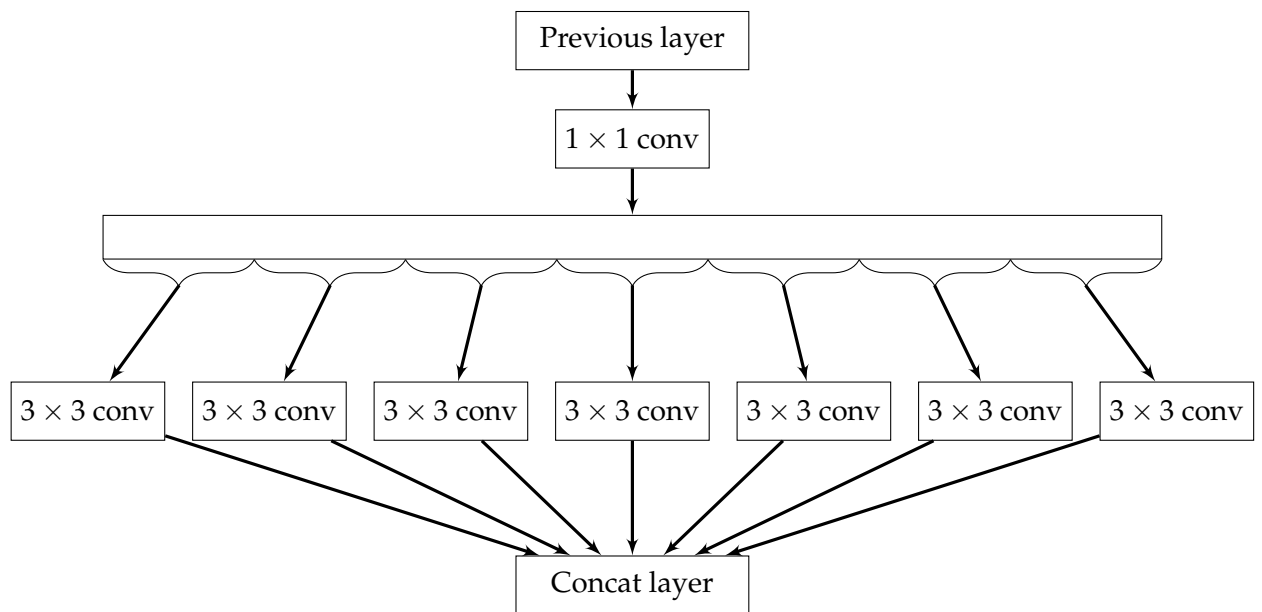 Previous layer
1 × 1 conv
3 × 3 conv 3 × 3 conv 3 × 3 conv 3 × 3 conv 3 × 3 conv 3 × 3 conv 3 × 3 conv
Concat layer